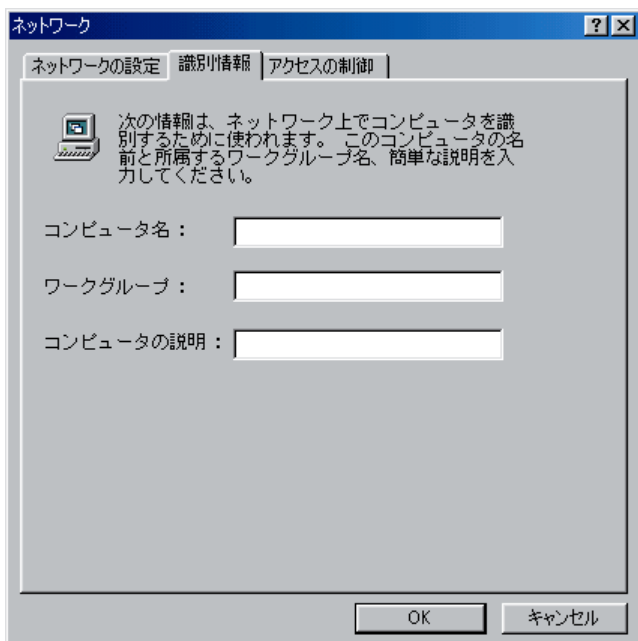 ネットワーク
ネットワークの設定 識別情報 アクセスの制御
次の情報は、ネットワーク上でコンピュータを識
別するために使われます。 このコンピュータの名
前と所属するワークグループ名、簡単な説明を入
力してください。
コンピュータ名：
ワークグループ：
コンピュータの説明：
OK キャンセル